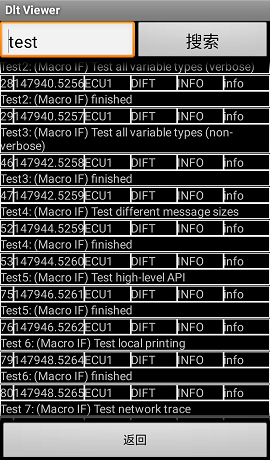 Dlt Viewer
test
搜索
Test2: (Macro IF) Test all variable types (verbose)
28 147940.5256 ECU1 DIFT INFO info
Test2: (Macro IF) finished
29 147940.5257 ECU1 DIFT INFO info
Test3: (Macro IF) Test all variable types (non-
verbose)
46 147942.5258 ECU1 DIFT INFO info
Test3: (Macro IF) finished
47 147942.5259 ECU1 DIFT INFO info
Test4: (Macro IF) Test different message sizes
52 147944.5259 ECU1 DIFT INFO info
Test4: (Macro IF) finished
53 147944.5260 ECU1 DIFT INFO info
Test5: (Macro IF) Test high-level API
75 147946.5261 ECU1 DIFT INFO info
Test5: (Macro IF) finished
76 147946.5262 ECU1 DIFT INFO info
Test 6: (Macro IF) Test local printing
79 147948.5264 ECU1 DIFT INFO info
Test6: (Macro IF) finished
80 147948.5265 ECU1 DIFT INFO info
Test 7: (Macro IF) Test network trace
返回